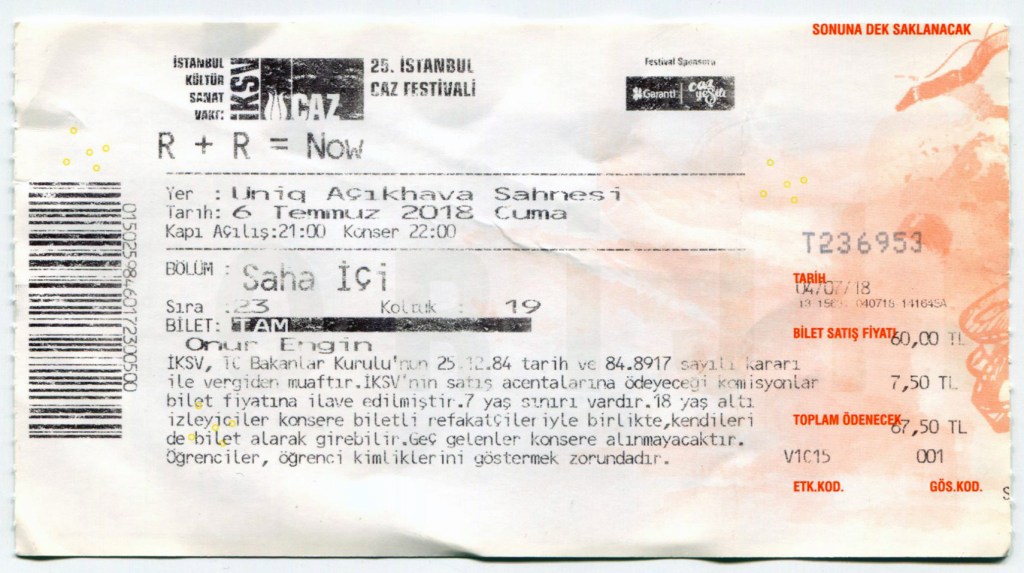 SONUNA DEK SAKLANACAK
İSTANBUL
KÜLTÜR
SANAT
VAKFI
İKSV
CAZ
25. İSTANBUL
CAZ FESTİVALİ
Festival Sponsoru
Garanti
caz yeşili
R + R = Now
Yer : Uniq Açıkhava Sahnesi
Tarih: 6 Temmuz 2018 Cuma
Kapı Açılış:21:00 Konser 22:00
T236953
BÖLÜM : Saha İçi
Sıra :23 Koltuk : 19
BİLET: TAM
Onur Engin
İKSV, TC Bakanlar Kurulu'nun 25.12.84 tarih ve 84.8917 sayılı kararı
ile vergiden muaftır.İKSV'nin satış acentalarına ödeyeceği komisyonlar
bilet fiyatına ilave edilmiştir.7 yaş sınırı vardır.18 yaş altı
izleyiciler konsere biletli refakatçileriyle birlikte,kendileri
de bilet alarak girebilir.Geç gelenler konsere alınmayacaktır.
Öğrenciler, öğrenci kimliklerini göstermek zorundadır.
TARİH
04/07/18
040718 141645A
BİLET SATIŞ FİYATI
60,00 TL
7,50 TL
TOPLAM ÖDENECEK
67,50 TL
V1C15 001
ETK.KOD. GÖS.KOD.
01502598460172300500